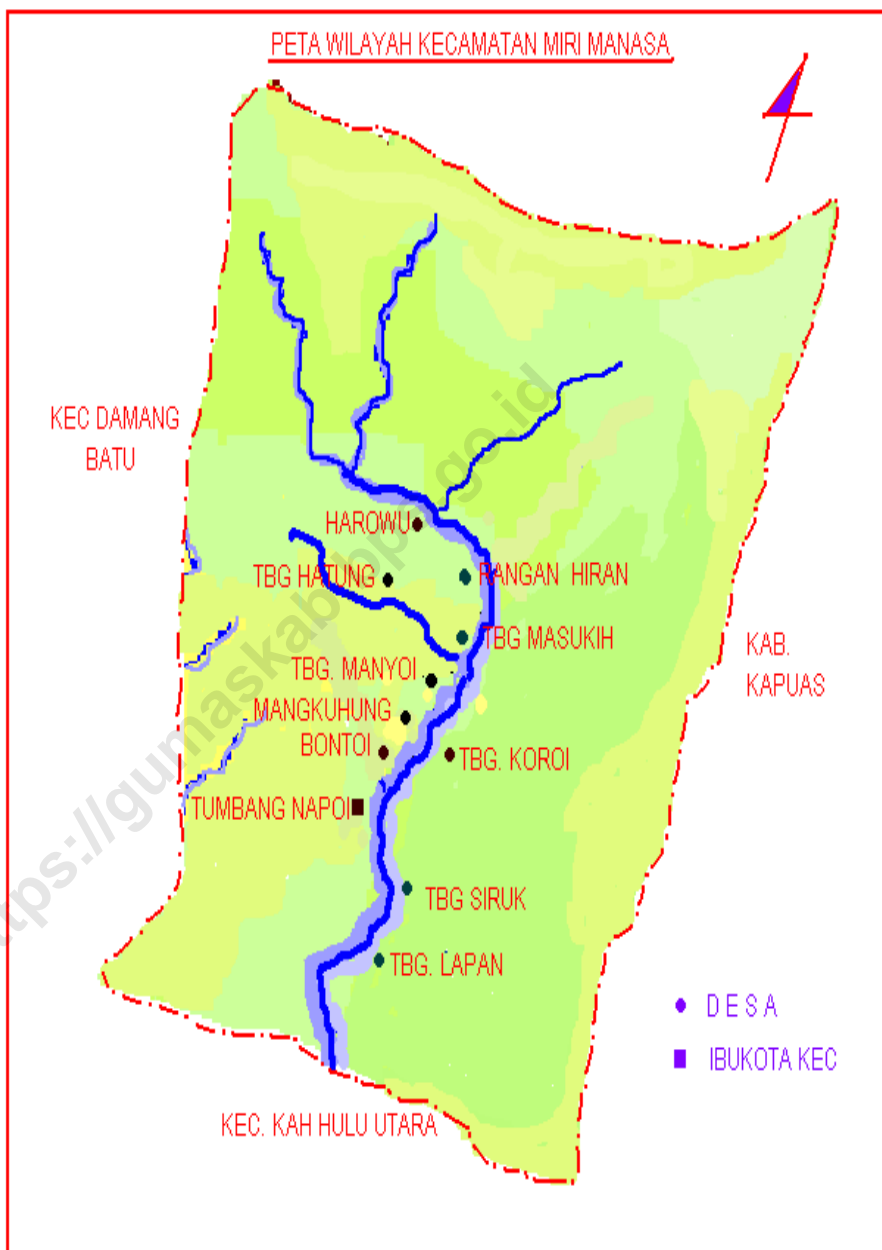 PETA WILAYAH KECAMATAN MIRI MANASA
KEC DAMANG
BATU
HAROWU
TBG HATUNG
RANGAN HIRAN
TBG MASUKIH
TBG. MANYOI
MANGKUHUNG
BONTOI
TBG. KOROI
KAB.
KAPUAS
TUMBANG NAPOI
TBG SIRUK
TBG. LAPAN
D E S A
IBUKOTA KEC
KEC. KAH HULU UTARA